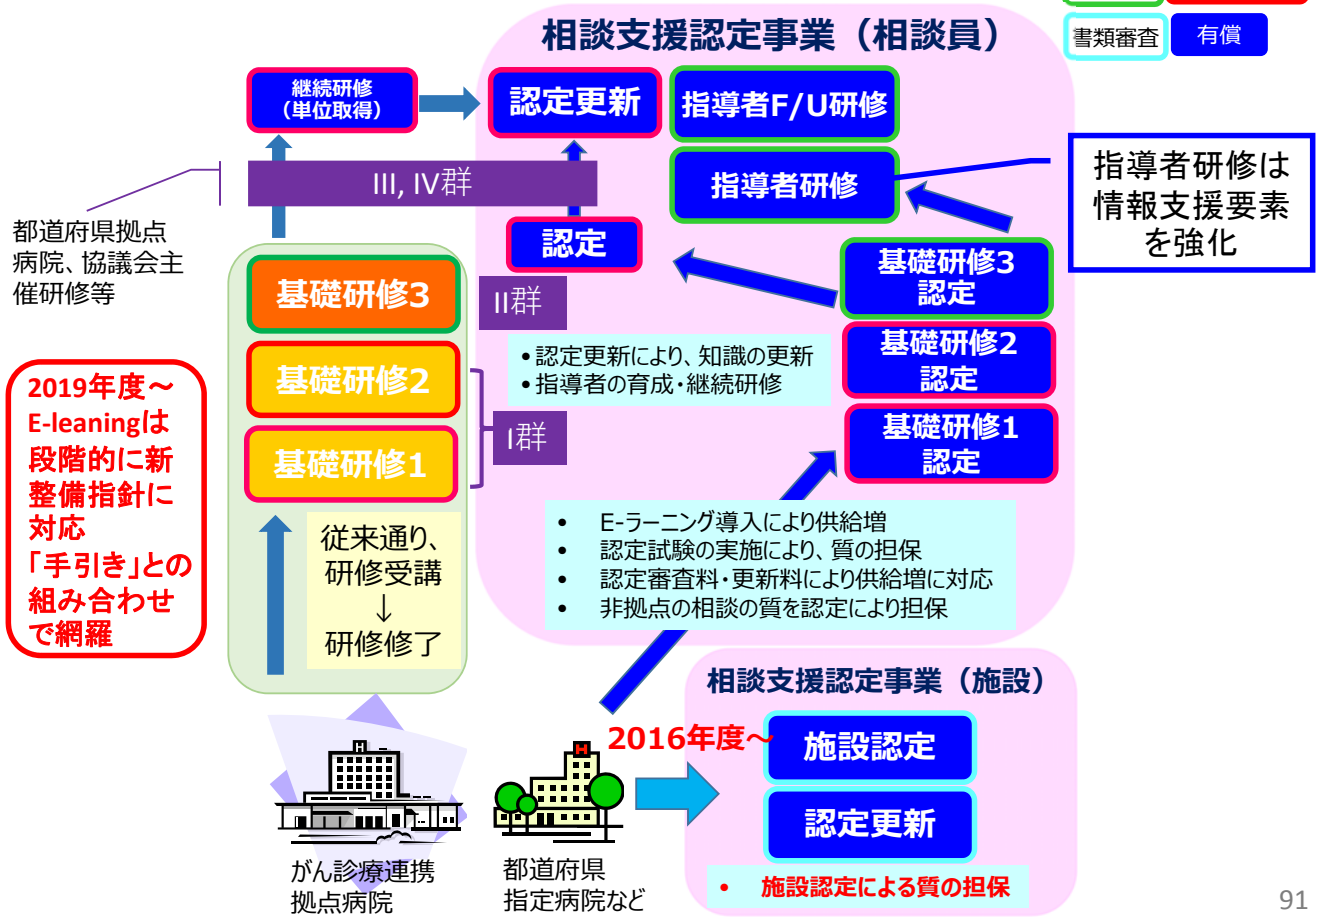 相談支援認定事業（相談員）
書類審査
有償
継続研修
（単位取得）
認定更新
指導者F/U研修
指導者研修
III, IV群
指導者研修は
情報支援要素
を強化
都道府県拠点
病院、協議会主
催研修等
認定
基礎研修3
認定
基礎研修3
II群
基礎研修2
認定
• 認定更新により、知識の更新
• 指導者の育成・継続研修
基礎研修2
2019年度～
E-leaningは
段階的に新
整備指針に
対応
「手引き」との
組み合わせ
で網羅
I群
基礎研修1
認定
基礎研修1
従来通り、
研修受講
↓
研修修了
• E-ラーニング導入により供給増
• 認定試験の実施により、質の担保
• 認定審査料・更新料により供給増に対応
• 非拠点の相談の質を認定により担保
相談支援認定事業（施設）
2016年度～
施設認定
認定更新
• 施設認定による質の担保
H
がん診療連携
拠点病院
都道府県
指定病院など
91